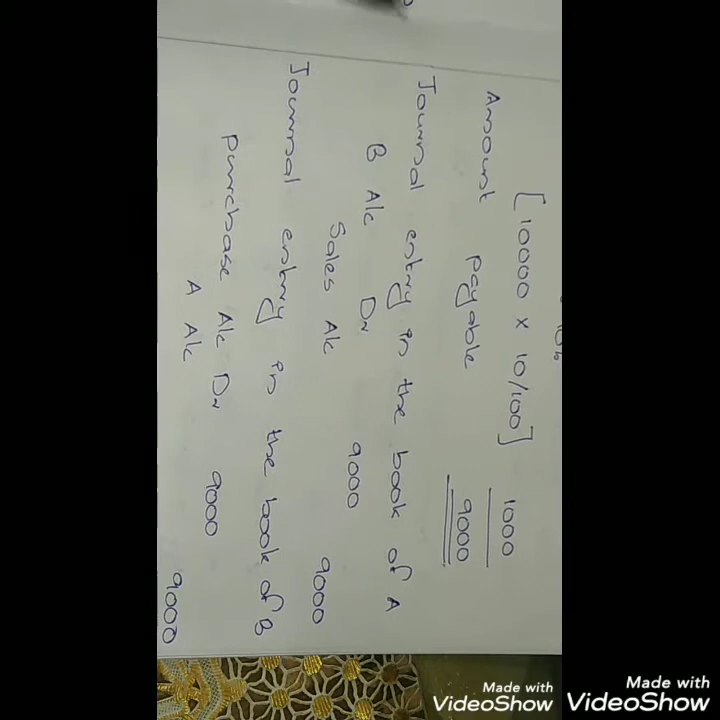 [10000 x 10/100] 1000
Amount payable 9000
Journal entry in the book of A
B A/c Dr 9000
Sales A/c 9000
Journal entry in the book of B
Purchase A/c Dr 9000
A A/c 9000
Made with
VideoShow
Made with
VideoShow